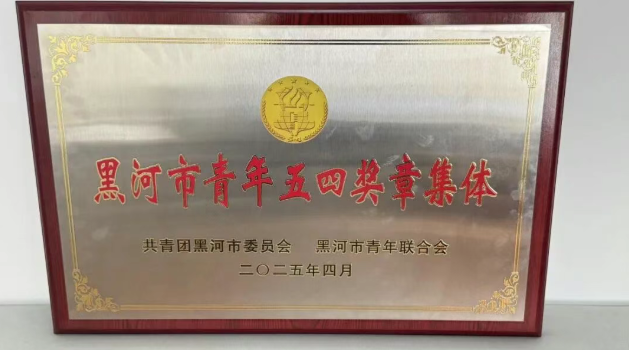 黑河市青年五四奖章集体
共青团黑河市委员会 黑河市青年联合会
二〇二五年四月